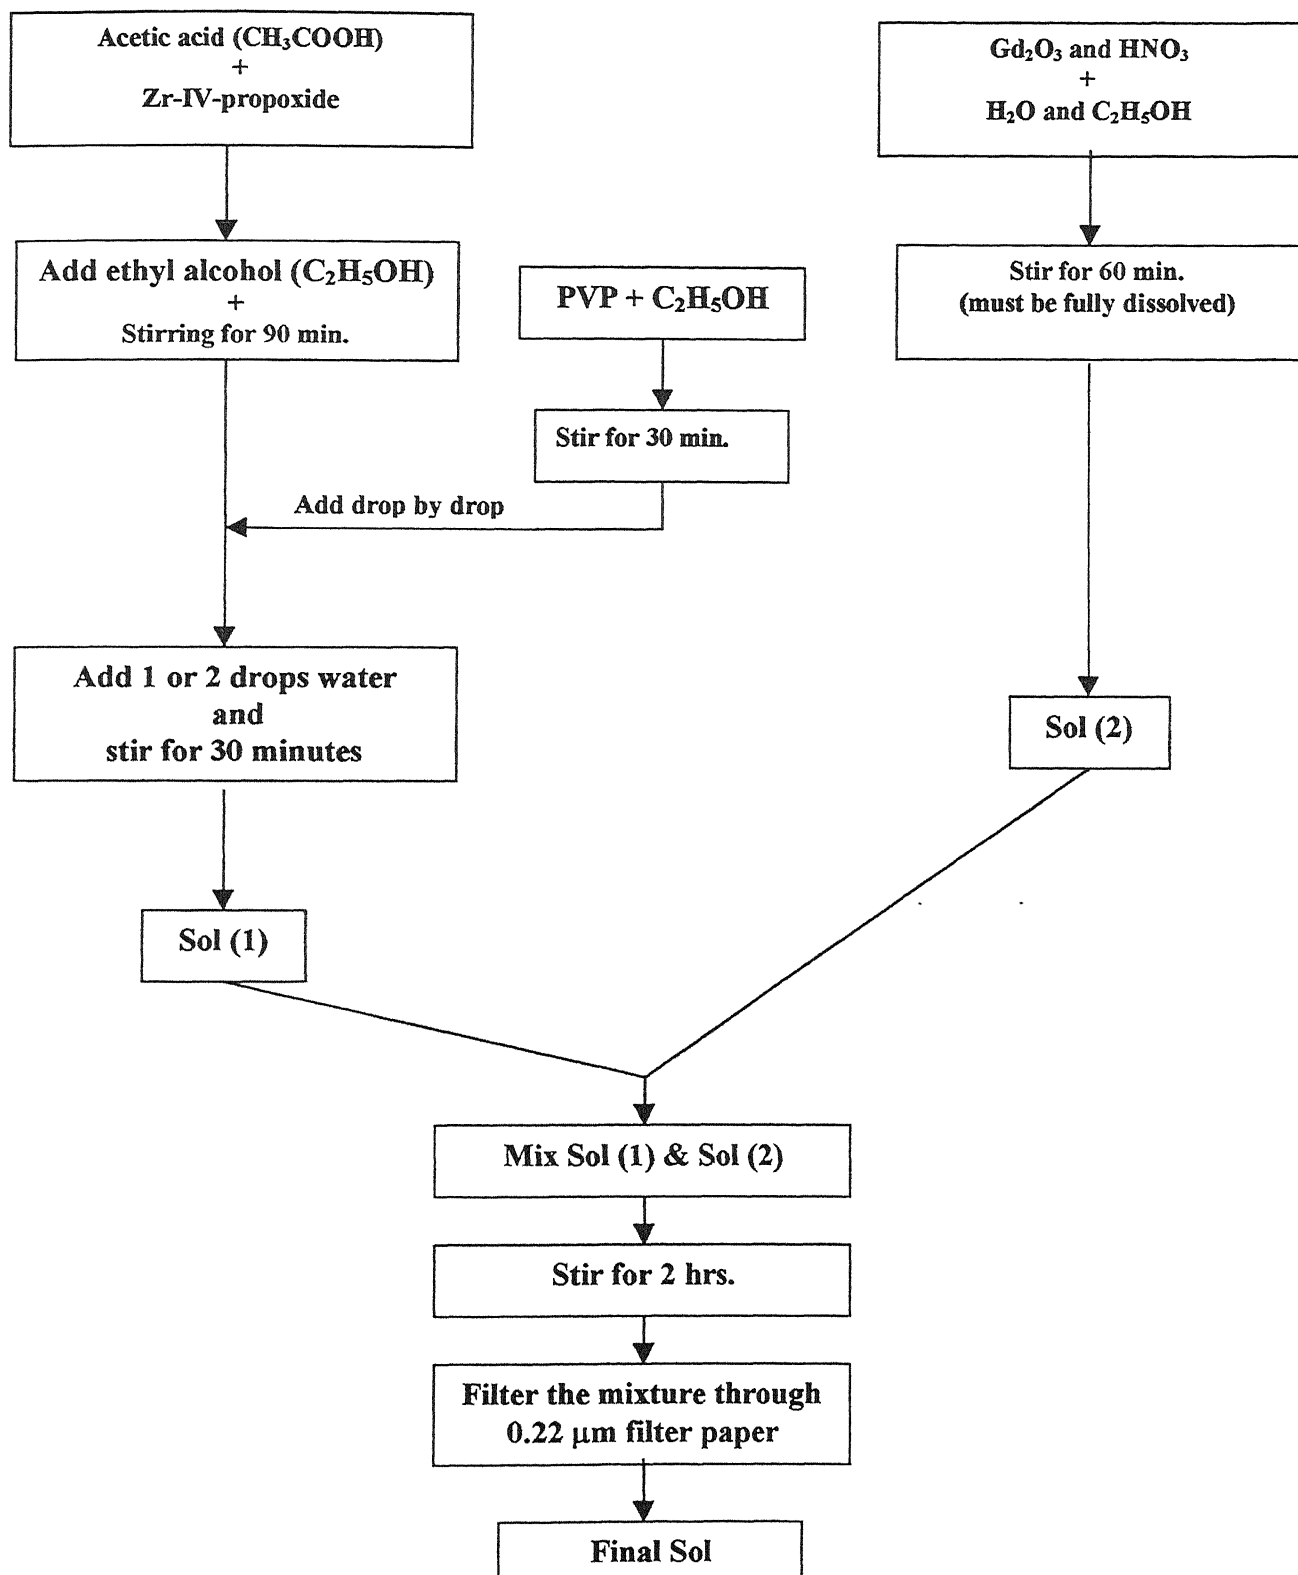 Acetic acid (CH₃COOH)
+
Zr-IV-propoxide
Gd₂O₃ and HNO₃
+
H₂O and C₂H₅OH
Add ethyl alcohol (C₂H₅OH)
+
Stirring for 90 min.
PVP + C₂H₅OH
Stir for 60 min.
(must be fully dissolved)
Stir for 30 min.
Add drop by drop
Add 1 or 2 drops water
and
stir for 30 minutes
Sol (2)
Sol (1)
Mix Sol (1) & Sol (2)
Stir for 2 hrs.
Filter the mixture through
0.22 µm filter paper
Final Sol